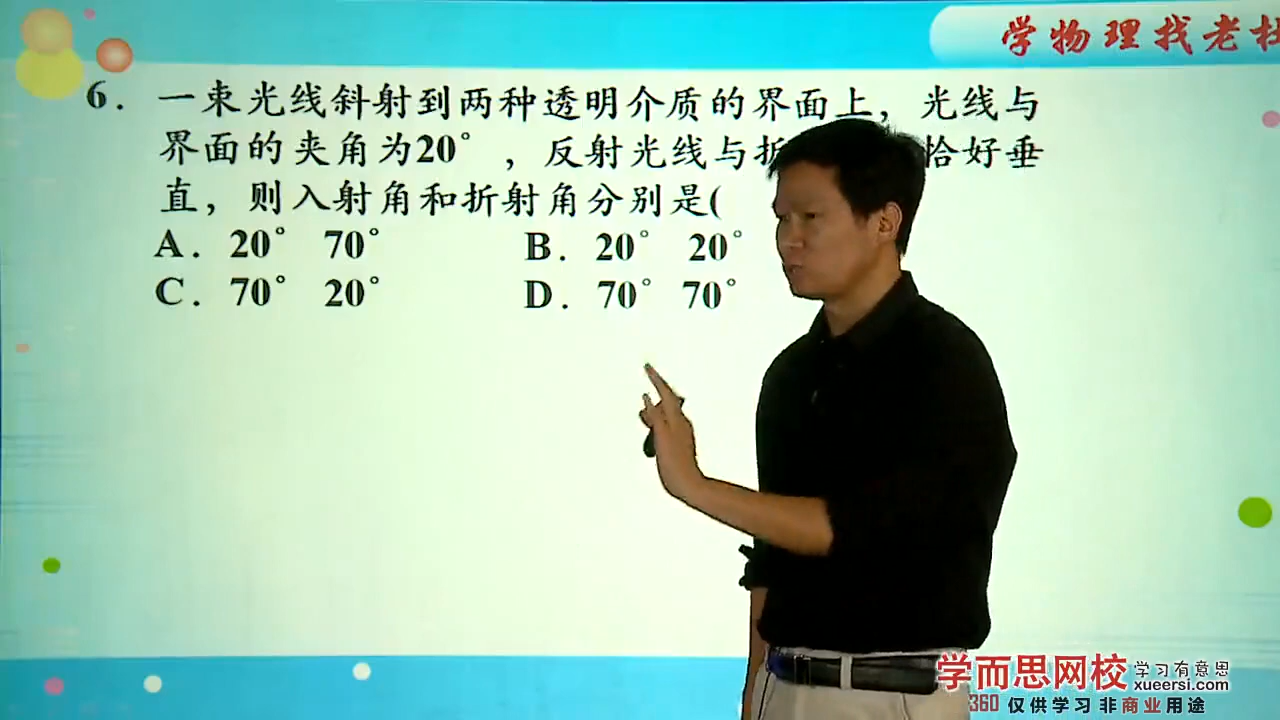 学物理找老杜
6. 一束光线斜射到两种透明介质的界面上，光线与
界面的夹角为20°，反射光线与折 恰好垂
直，则入射角和折射角分别是(
A. 20° 70° B. 20° 20°
C. 70° 20° D. 70° 70°
学而思网校 学习有意思
xueersi.com
360 仅供学习 非商业用途